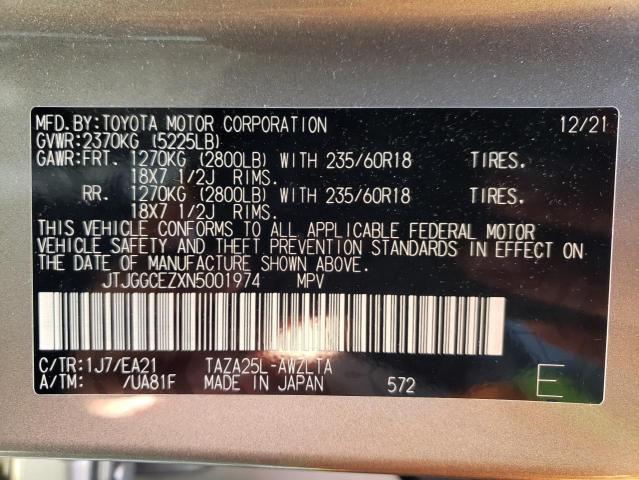 MFD.BY:TOYOTA MOTOR CORPORATION 12/21
GVWR:2370KG (5225LB)
GAWR:FRT. 1270KG (2800LB) WITH 235/60R18 TIRES.
18X7 1/2J RIMS.
RR. 1270KG (2800LB) WITH 235/60R18 TIRES.
18X7 1/2J RIMS.
THIS VEHICLE CONFORMS TO ALL APPLICABLE FEDERAL MOTOR
VEHICLE SAFETY AND THEFT PREVENTION STANDARDS IN EFFECT ON
THE DATE OF MANUFACTURE SHOWN ABOVE.
JTJGGCEZXN5001974 MPV
C/TR:1J7/EA21 TAZA25L-AWZLTA
A/TM: /UA81F MADE IN JAPAN 572 E